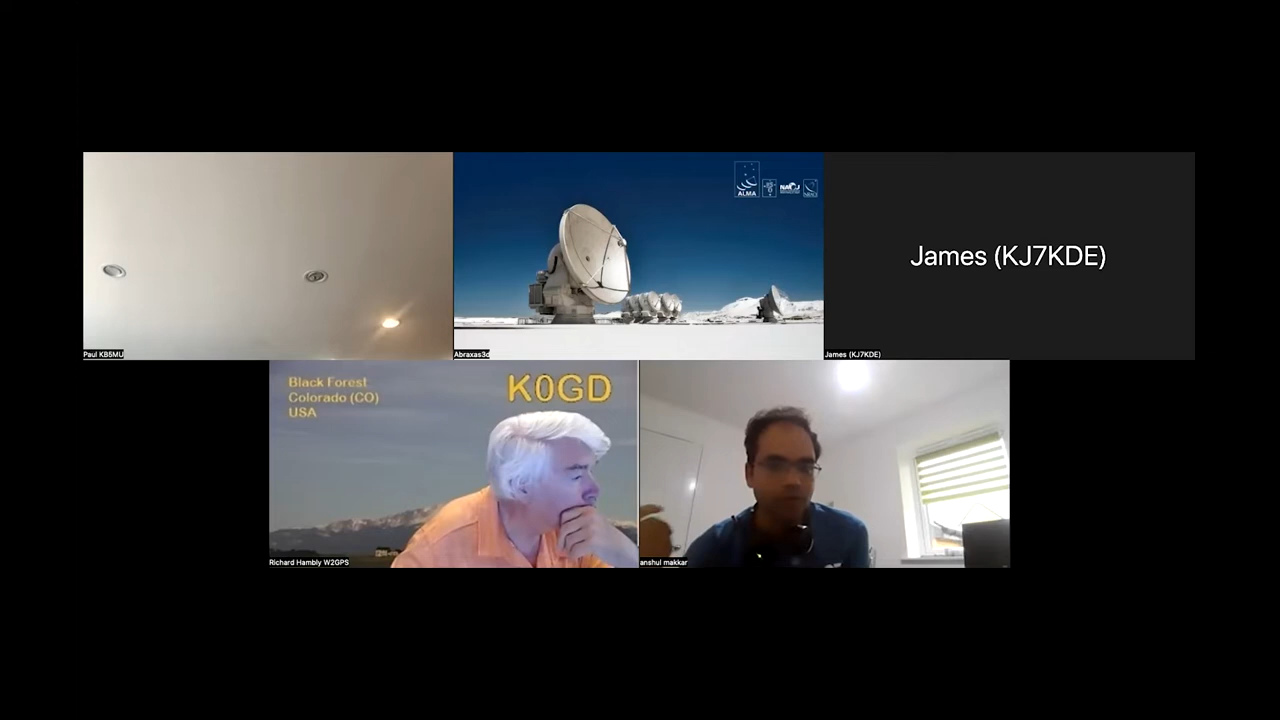 ALMA
Paul KB5MU
Abraxas3d
James (KJ7KDE)
James (KJ7KDE)
Black Forest
Colorado (CO)
USA
K0GD
Richard Hambly W2GPS
anshul makkar